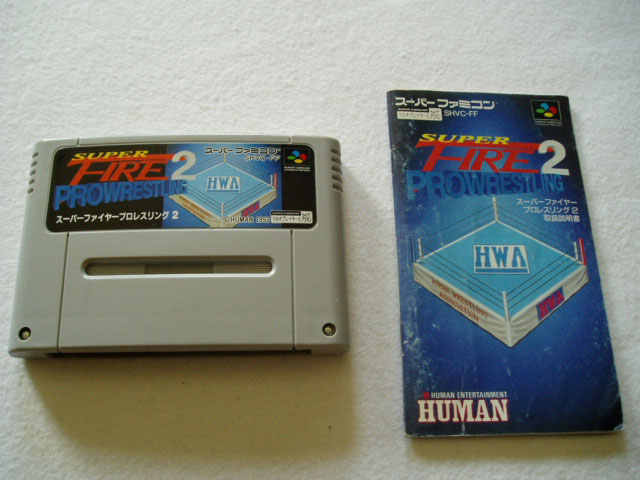 SUPER
FIRE 2
PROWRESTLING
スーパーファミコン
SHVC-FF
HWA
スーパーファイヤープロレスリング 2
©HUMAN 1992
スーパーファミコン
SHVC-FF
SUPER
FIRE 2
PROWRESTLING
スーパーファイヤー
プロレスリング 2
取扱説明書
HWA
HUMAN WRESTLING
ASSOCIATION
HUMAN ENTERTAINMENT
HUMAN